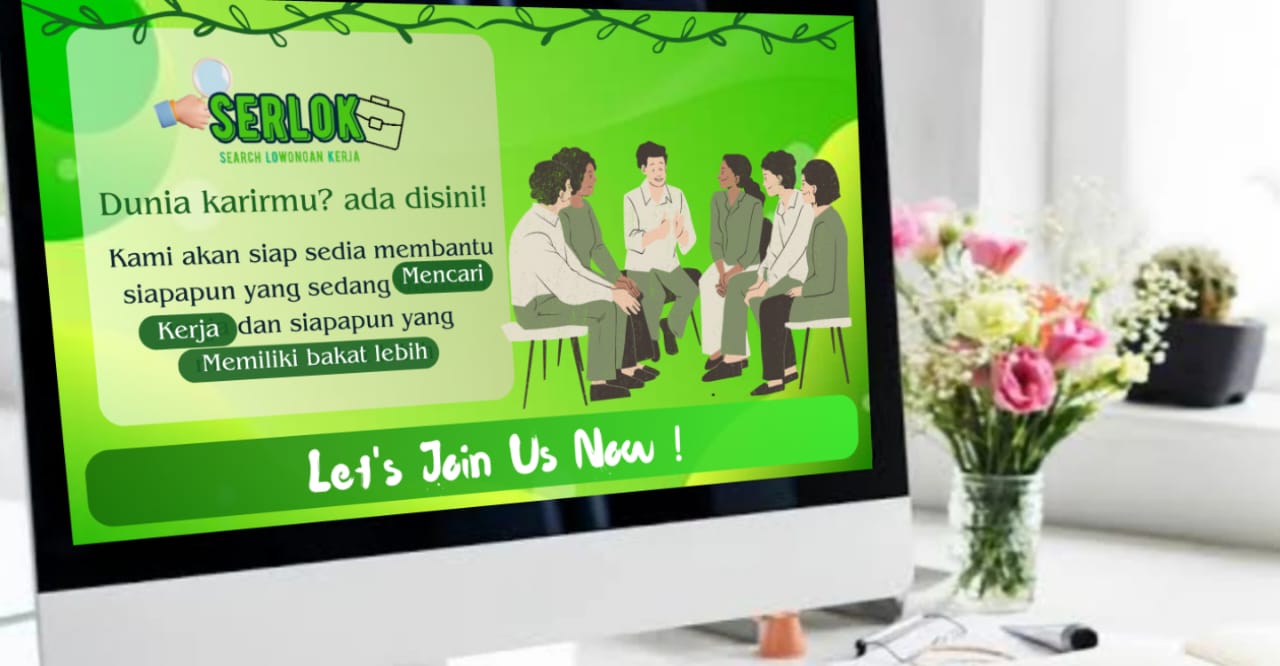 SERLOK
SEARCH LOWONGAN KERJA
Dunia karirmu? ada disini!
Kami akan siap sedia membantu
siapapun yang sedang Mencari
Kerja dan siapapun yang
Memiliki bakat lebih
Let's Join Us Now !